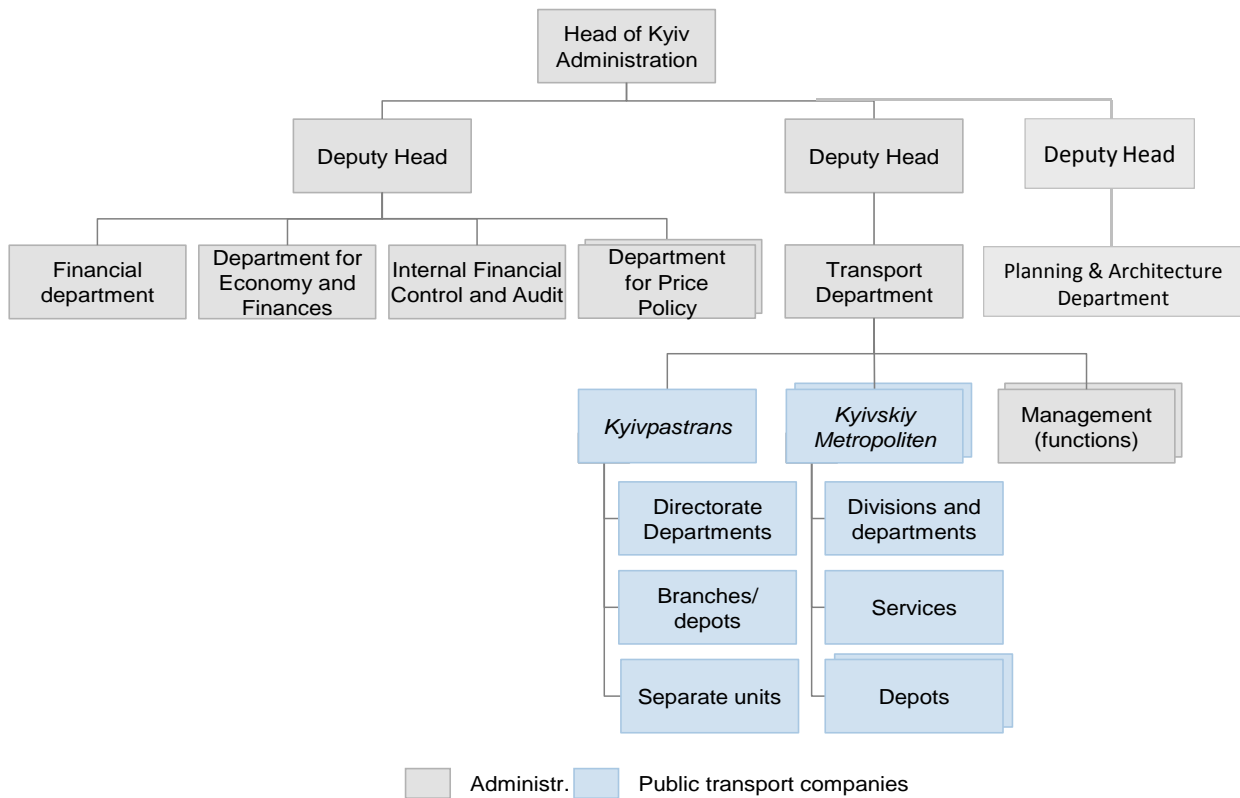 Head of Kyiv
Administration
Deputy Head
Deputy Head
Deputy Head
Financial
department
Department for
Economy and
Finances
Internal Financial
Control and Audit
Department
for Price
Policy
Transport
Department
Planning & Architecture
Department
Kyivpastrans
Kyivskiy
Metropoliten
Management
(functions)
Directorate
Departments
Divisions and
departments
Branches/
depots
Services
Separate units
Depots
Administr.
Public transport companies